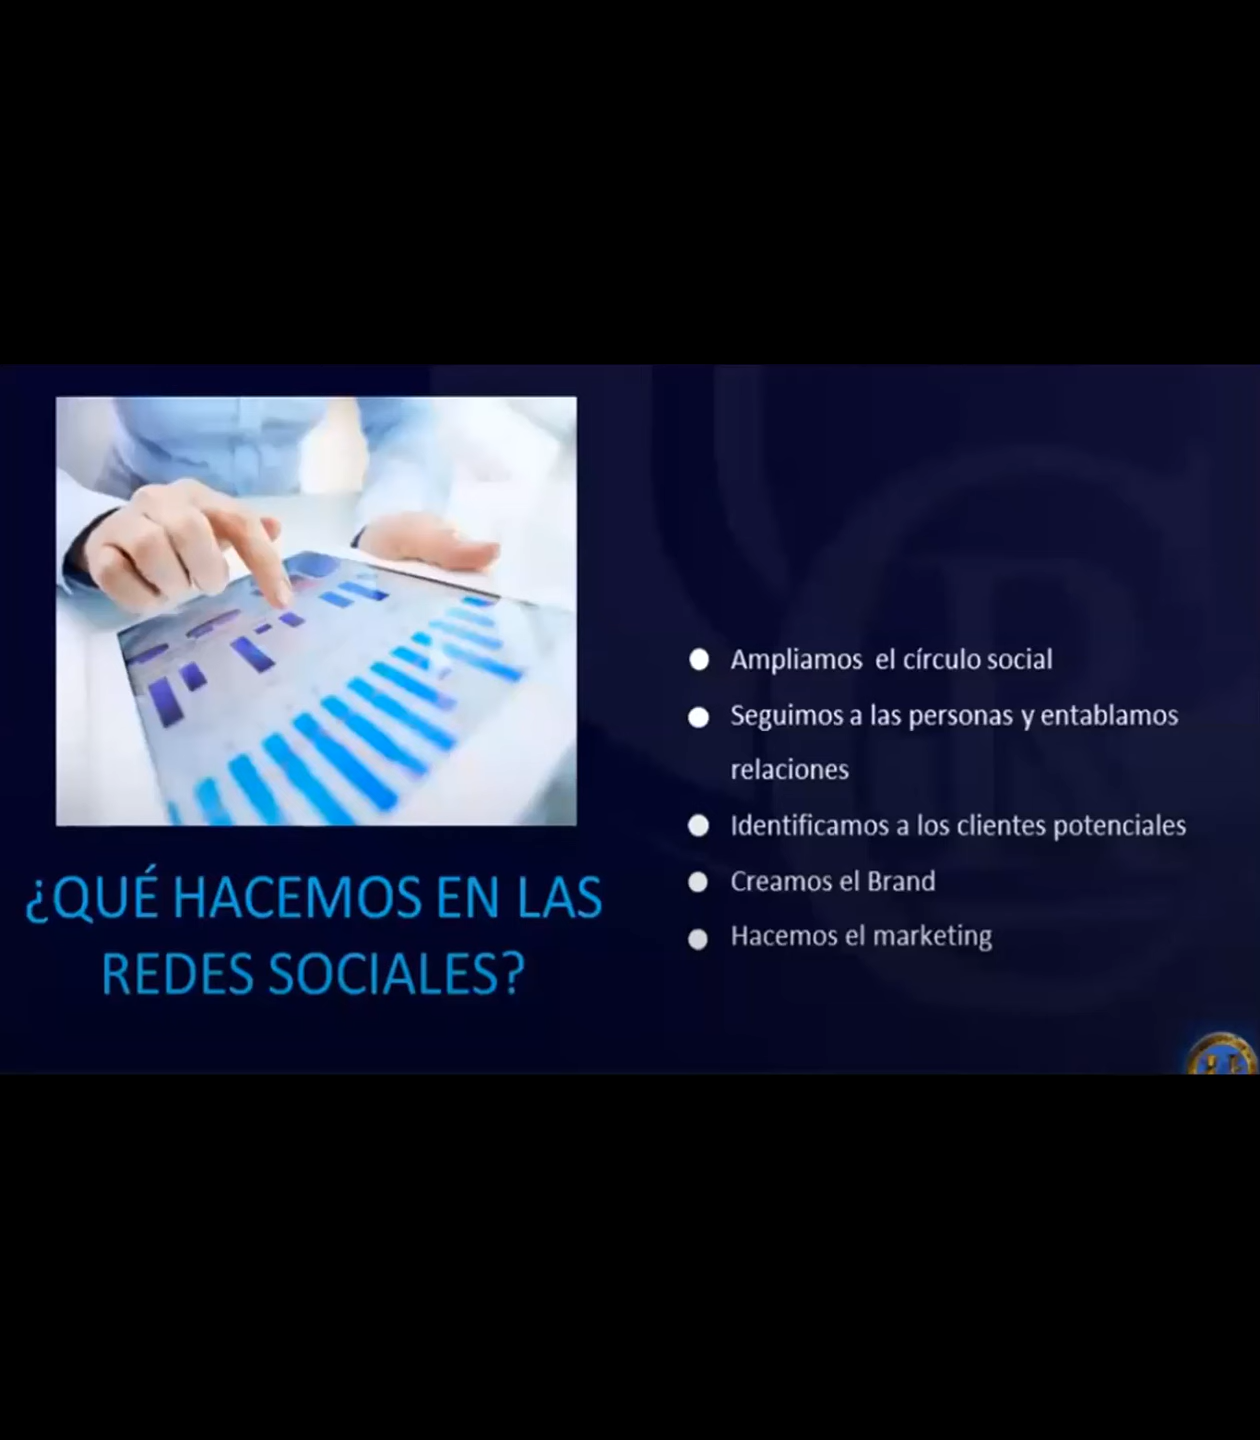 ¿QUÉ HACEMOS EN LAS
REDES SOCIALES?
Ampliamos el círculo social
Seguimos a las personas y entablamos
relaciones
Identificamos a los clientes potenciales
Creamos el Brand
Hacemos el marketing